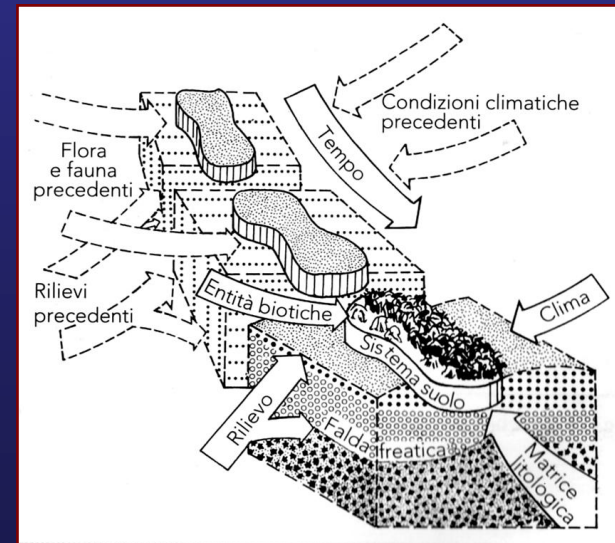 Condizioni climatiche
precedenti
Tempo
Flora
e fauna
precedenti
Rilievi
precedenti
Entità biotiche
Clima
Sistema suolo
Rilievo
Falda freatica
Matrice
litologica